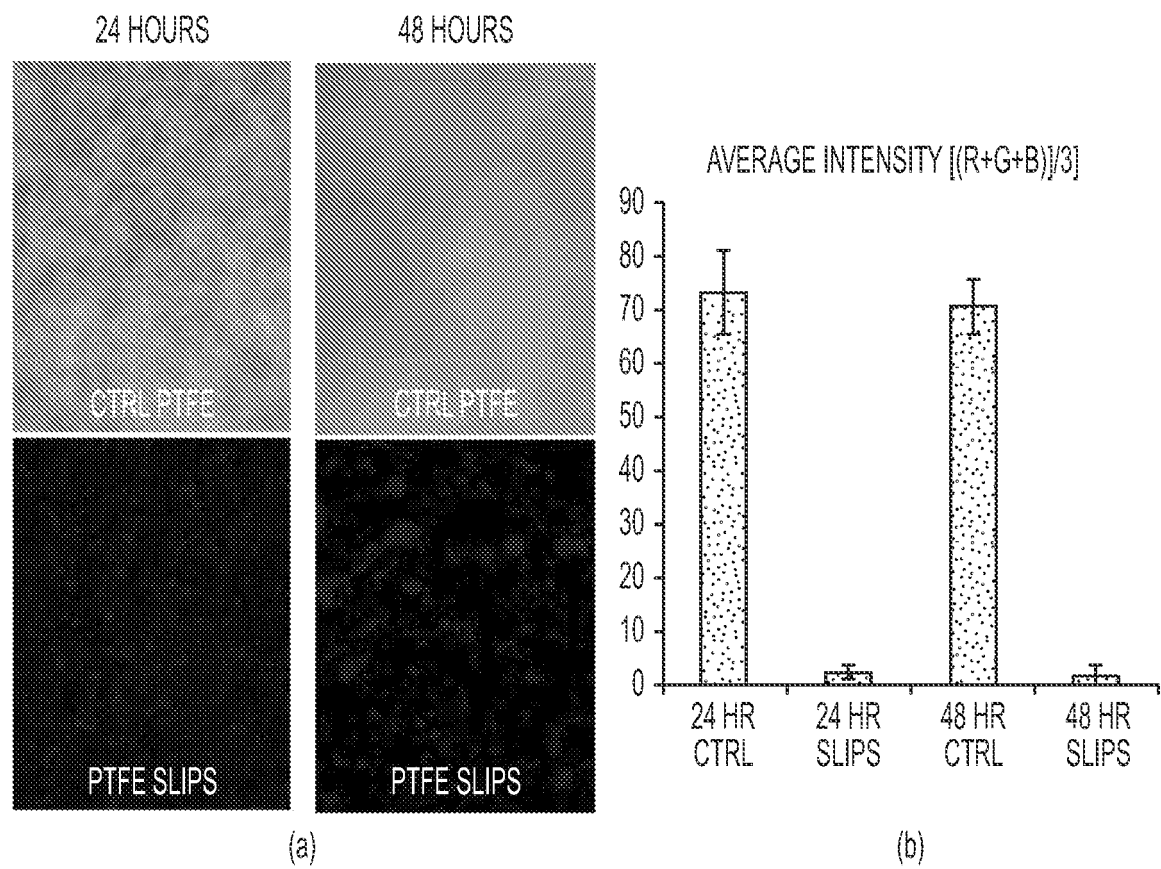 24 HOURS
48 HOURS
CTRL PTFE
CTRL PTFE
PTFE SLIPS
PTFE SLIPS
(a)
AVERAGE INTENSITY [(R+G+B)]/3]
90
80
70
60
50
40
30
20
10
0
24 HR
CTRL
24 HR
SLIPS
48 HR
CTRL
48 HR
SLIPS
(b)